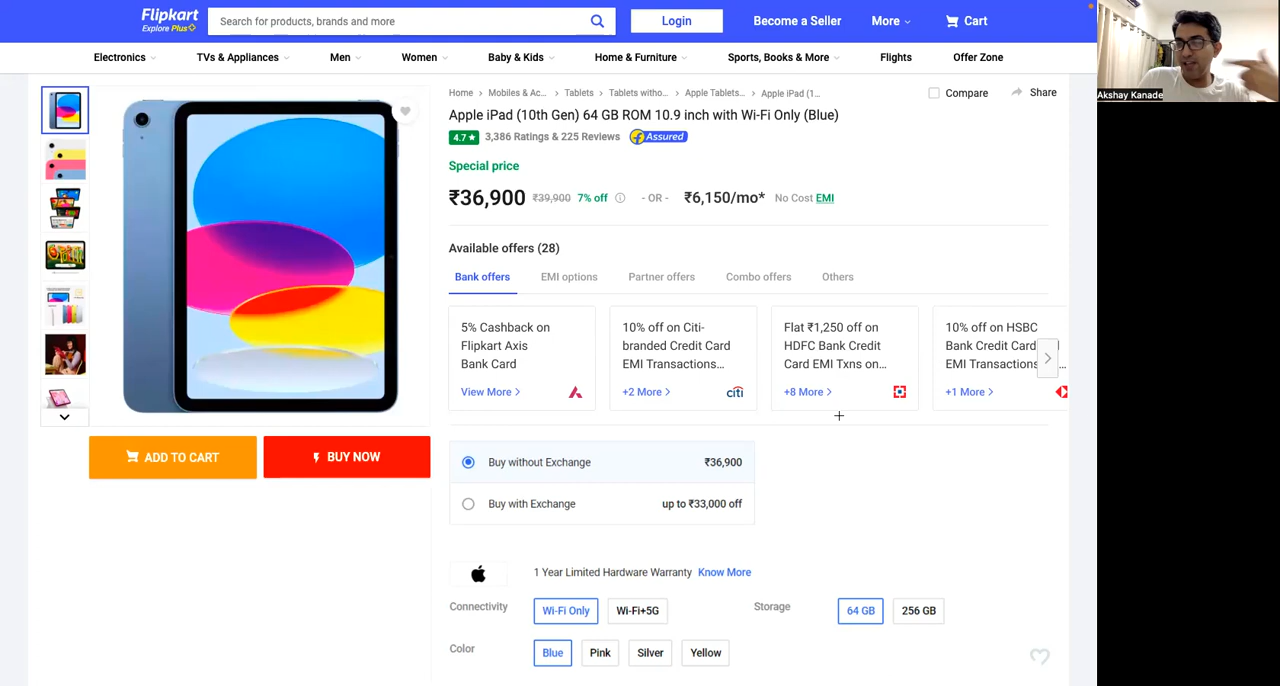 Flipkart
Explore Plus
Search for products, brands and more
Login
Become a Seller
More
Cart
Electronics
TVs & Appliances
Men
Women
Baby & Kids
Home & Furniture
Sports, Books & More
Flights
Offer Zone
Akshay Kanade
Home > Mobiles & Ac... > Tablets > Tablets witho... > Apple Tablets... > Apple iPad (1...
Compare
Share
Apple iPad (10th Gen) 64 GB ROM 10.9 inch with Wi-Fi Only (Blue)
4.7 ★ 3,386 Ratings & 225 Reviews Assured
Special price
₹36,900 ₹39,900 7% off - OR - ₹6,150/mo* No Cost EMI
Available offers (28)
Bank offers
EMI options
Partner offers
Combo offers
Others
5% Cashback on
Flipkart Axis
Bank Card
View More >
10% off on Citi-
branded Credit Card
EMI Transactions...
+2 More >
citi
Flat ₹1,250 off on
HDFC Bank Credit
Card EMI Txns on...
+8 More >
10% off on HSBC
Bank Credit Card
EMI Transactions...
+1 More >
ADD TO CART
BUY NOW
Buy without Exchange ₹36,900
Buy with Exchange up to ₹33,000 off
1 Year Limited Hardware Warranty Know More
Connectivity Wi-Fi Only Wi-Fi+5G
Storage 64 GB 256 GB
Color Blue Pink Silver Yellow